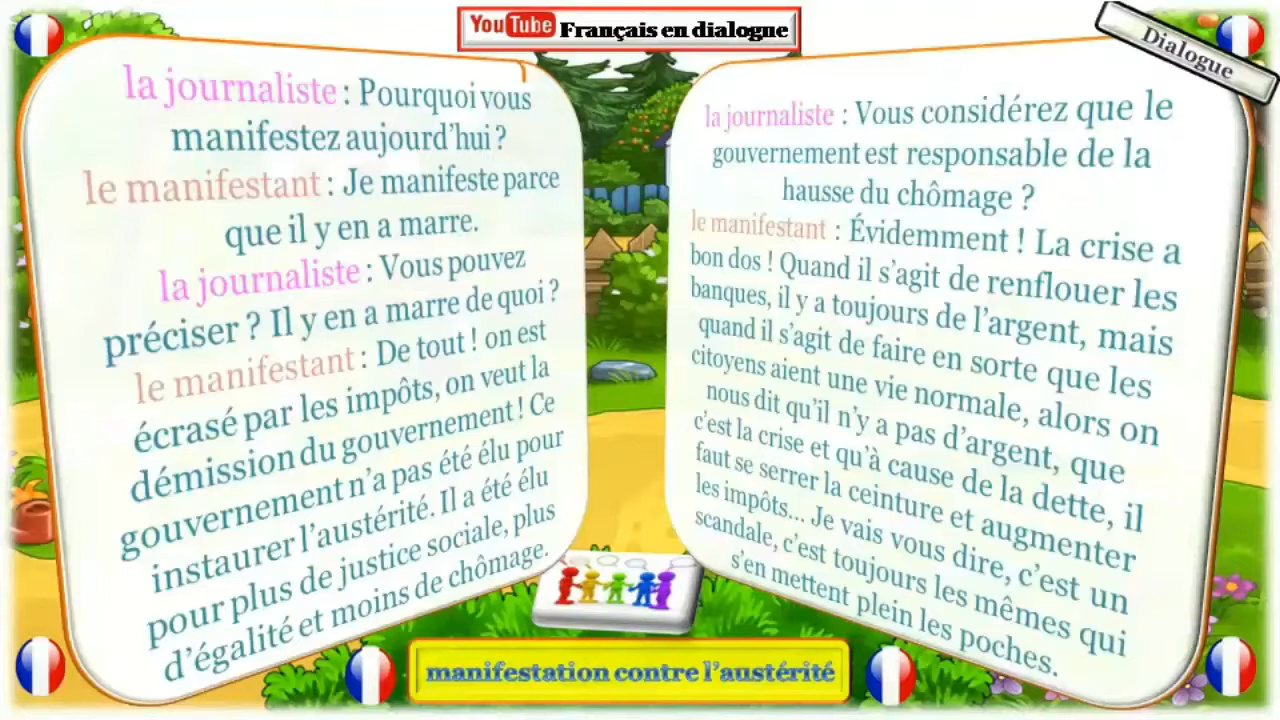 YouTube Français en dialogue
Dialogue
la journaliste : Pourquoi vous
manifestez aujourd'hui ?
le manifestant : Je manifeste parce
que il y en a marre.
la journaliste : Vous pouvez
préciser ? Il y en a marre de quoi ?
le manifestant : De tout ! on est
écrasé par les impôts, on veut la
démission du gouvernement ! Ce
gouvernement n'a pas été élu pour
instaurer l'austérité. Il a été élu
pour plus de justice sociale, plus
d'égalité et moins de chômage.
la journaliste : Vous considérez que le
gouvernement est responsable de la
hausse du chômage ?
le manifestant : Évidemment ! La crise a
bon dos ! Quand il s'agit de renflouer les
banques, il y a toujours de l'argent, mais
quand il s'agit de faire en sorte que les
citoyens aient une vie normale, alors on
nous dit qu'il n'y a pas d'argent, que
c'est la crise et qu'à cause de la dette, il
faut se serrer la ceinture et augmenter
les impôts... Je vais vous dire, c'est un
scandale, c'est toujours les mêmes qui
s'en mettent plein les poches.
manifestation contre l'austérité